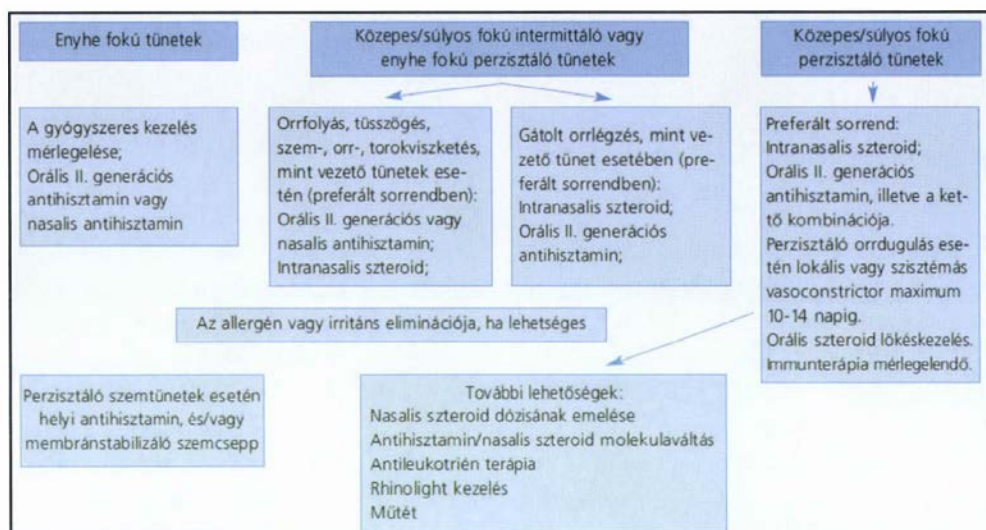 Enyhe fokú tünetek
Közepes/súlyos fokú intermittáló vagy
enyhe fokú perzisztáló tünetek
Közepes/súlyos fokú
perzisztáló tünetek
A gyógyszeres kezelés
mérlegelése;
Orális II. generációs
antihisztamin vagy
nasalis antihisztamin
Orrfolyás, tüsszögés,
szem-, orr-, torokviszketés,
mint vezető tünetek ese-
tén (preferált sorrendben):
Orális II. generációs vagy
nasalis antihisztamin;
Intranasalis szteroid;
Gátolt orrlégzés, mint ve-
zető tünet esetében (pre-
ferált sorrendben):
Intranasalis szteroid;
Orális II. generációs
antihisztamin;
Preferált sorrend:
Intranasalis szteroid;
Orális II. generációs
antihisztamin, illetve a ket-
tő kombinációja.
Perzisztáló orrdugulás ese-
tén lokális vagy szisztémás
vasoconstrictor maximum
10-14 napig.
Orális szteroid lökéskezelés.
Immunterápia mérlegelendő.
Az allergén vagy irritáns eliminációja, ha lehetséges
Perzisztáló szemtünetek esetén
helyi antihisztamin, és/vagy
membránstabilizáló szemcsepp
További lehetőségek:
Nasalis szteroid dózisának emelése
Antihisztamin/nasalis szteroid molekulaváltás
Antileukotrién terápia
Rhinolight kezelés
Műtét